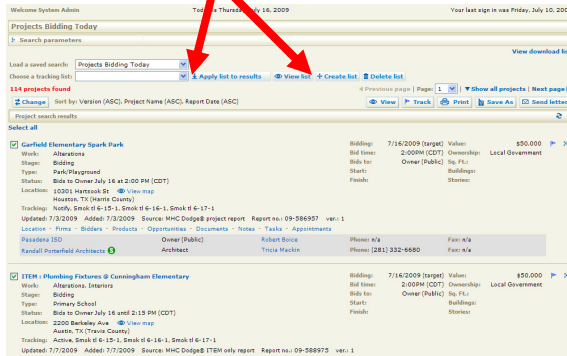 Welcome System Admin Today is Thursday, July 16, 2009 Your last sign in was Friday, July 10, 200
Projects Bidding Today
Search parameters
View download lis
Load a saved search: Projects Bidding Today
Choose a tracking list: Apply list to results View list + Create list Delete list
114 projects found Previous page | Page: 1 | Show all projects | Next page
Change Sort by: Version (ASC), Project Name (ASC), Report Date (ASC) View Track Print Save As Send letter
Project search results
Select all
Garfield Elementary Spark Park Bidding: 7/16/2009 (target) Value: $50.000
Work: Alterations Bid time: 2:00PM (CDT) Ownership: Local Government
Stage: Bidding Bids to: Owner (Public) Sq. Ft.:
Type: Park/Playground Start: Buildings:
Status: Bids to Owner July 16 at 2:00 PM (CDT) Finish: Stories:
Location: 10301 Hartsook St View map
Houston, TX (Harris County)
Tracking: Notify, Smok tl 6-15-1, Smok tl 6-16-1, Smok tl 6-17-1
Updated: 7/3/2009 Added: 7/3/2009 Source: MHC Dodge® project report Report no.: 09-586957 ver.: 1
Location - Firms - Bidders - Products - Opportunities - Documents - Notes - Tasks - Appointments
Pasadena ISD Owner (Public) Robert Boice Phone: n/a Fax: n/a
Randall Porterfield Architects Architect Tricia Mackin Phone: (281) 332-6680 Fax: n/a
ITEM : Plumbing Fixtures @ Cunningham Elementary Bidding: 7/16/2009 (target) Value: $50.000
Work: Alterations, Interiors Bid time: 2:00PM (CDT) Ownership: Local Government
Stage: Bidding Bids to: Owner (Public) Sq. Ft.:
Type: Primary School Start: Buildings:
Status: Bids to Owner July 16 until 2:15 PM (CDT) Finish: Stories:
Location: 2200 Berkeley Ave View map
Austin, TX (Travis County)
Tracking: Active, Smok tl 6-15-1, Smok tl 6-16-1, Smok tl 6-17-1
Updated: 7/7/2009 Added: 7/7/2009 Source: MHC Dodge® ITEM only report Report no.: 09-588975 ver.: 1